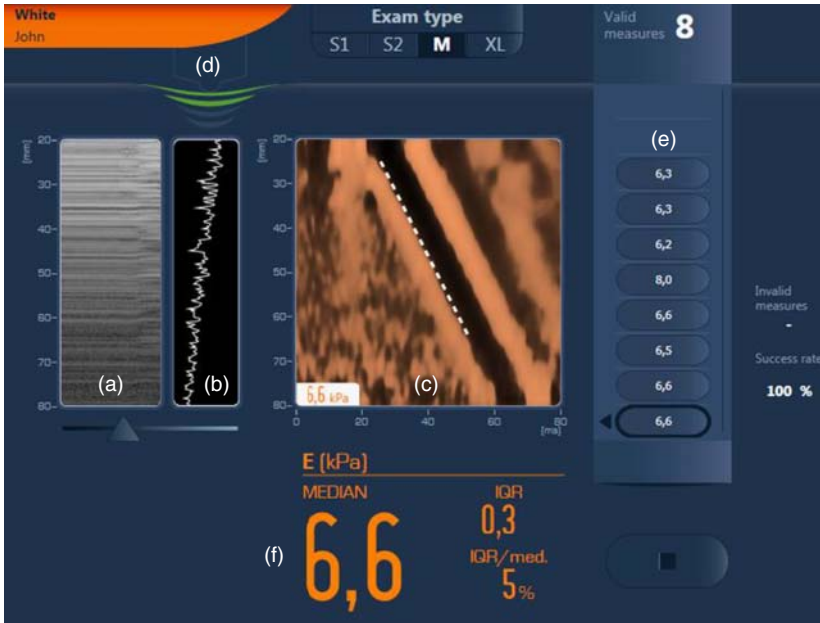 White
John
Exam type
S1 S2 M XL
Valid
measures 8
(d)
(e)
[mm]
20
30
40
50
60
70
80
(a)
(b)
[mm]
20
30
40
50
60
70
80
6,6 kPa
(c)
0 20 40 60 80
[ms]
6,3
6,3
6,2
8,0
6,6
6,5
6,6
6,6
Invalid
measures
-
Success rate
100 %
E (kPa)
MEDIAN
6,6
IQR
0,3
IQR/med.
5%
(f)